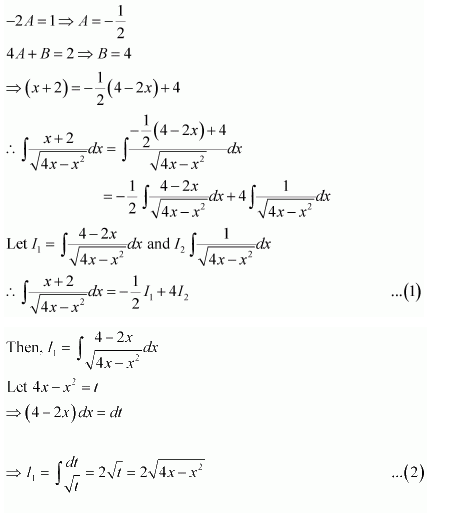 −2A = 1 ⇒ A = −1/2
4A + B = 2 ⇒ B = 4
⇒ (x + 2) = −1/2 (4 − 2x) + 4
∴ ∫ (x + 2)/√(4x − x²) dx = ∫ (−1/2 (4 − 2x) + 4)/√(4x − x²) dx
= −1/2 ∫ (4 − 2x)/√(4x − x²) dx + 4 ∫ 1/√(4x − x²) dx
Let I₁ = ∫ (4 − 2x)/√(4x − x²) dx and I₂ ∫ 1/√(4x − x²) dx
∴ ∫ (x + 2)/√(4x − x²) dx = −1/2 I₁ + 4I₂ ...(1)
Then, I₁ = ∫ (4 − 2x)/√(4x − x²) dx
Let 4x − x² = t
⇒ (4 − 2x) dx = dt
⇒ I₁ = ∫ dt/√t = 2√t = 2√(4x − x²) ...(2)